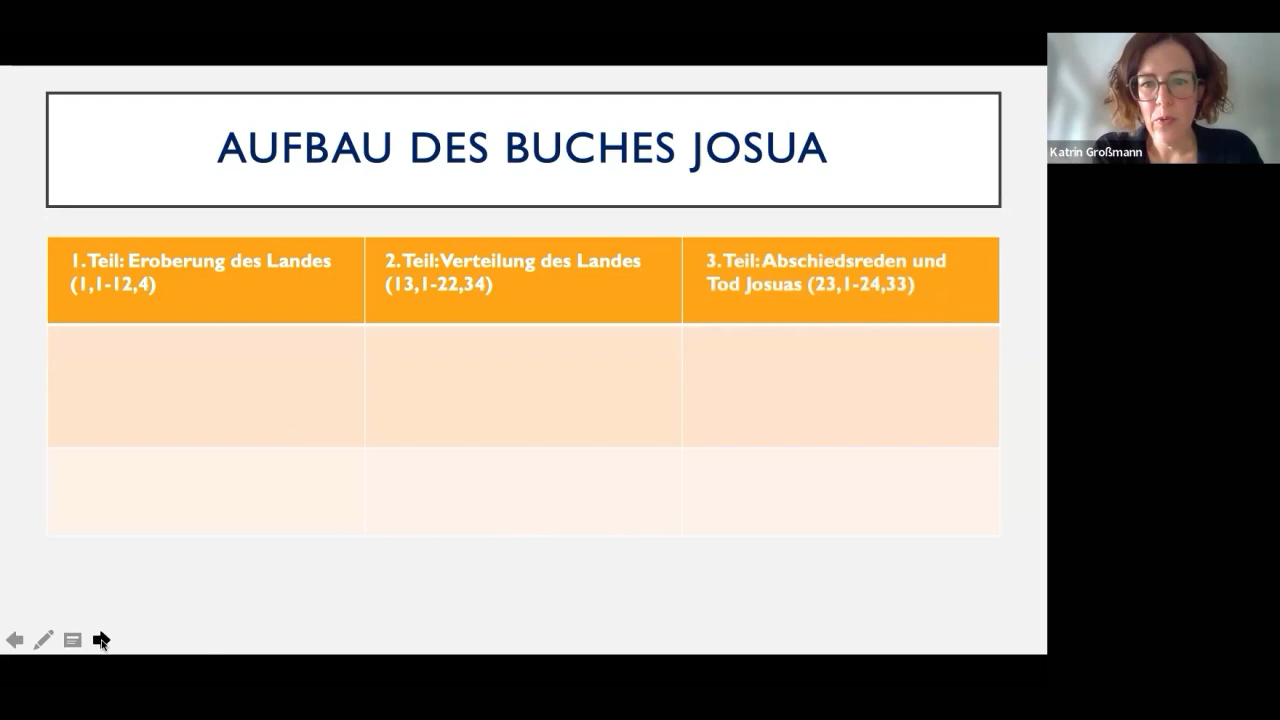 AUFBAU DES BUCHES JOSUA
1. Teil: Eroberung des Landes
(1,1-12,4)
2. Teil: Verteilung des Landes
(13,1-22,34)
3. Teil: Abschiedsreden und
Tod Josuas (23,1-24,33)
Katrin Großmann